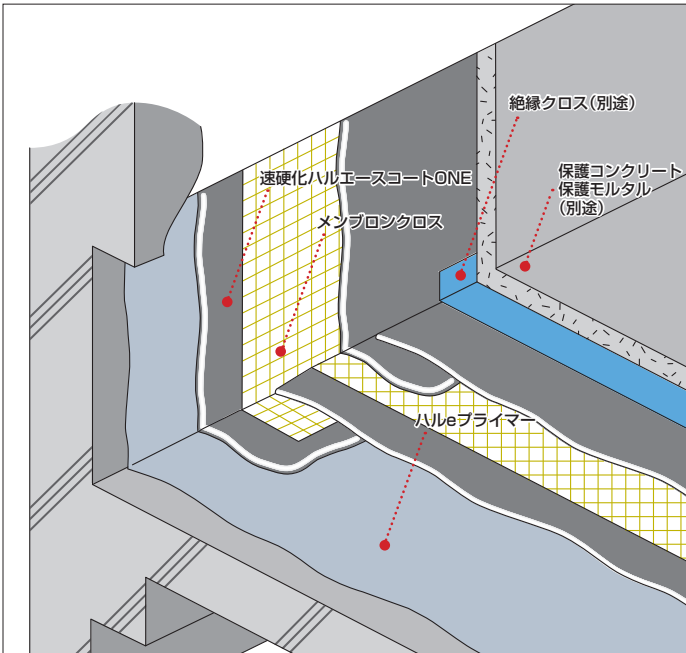 絶縁クロス(別途)
保護コンクリート
保護モルタル
(別途)
速硬化ハルエースコートONE
メンブロンクロス
ハルeプライマー